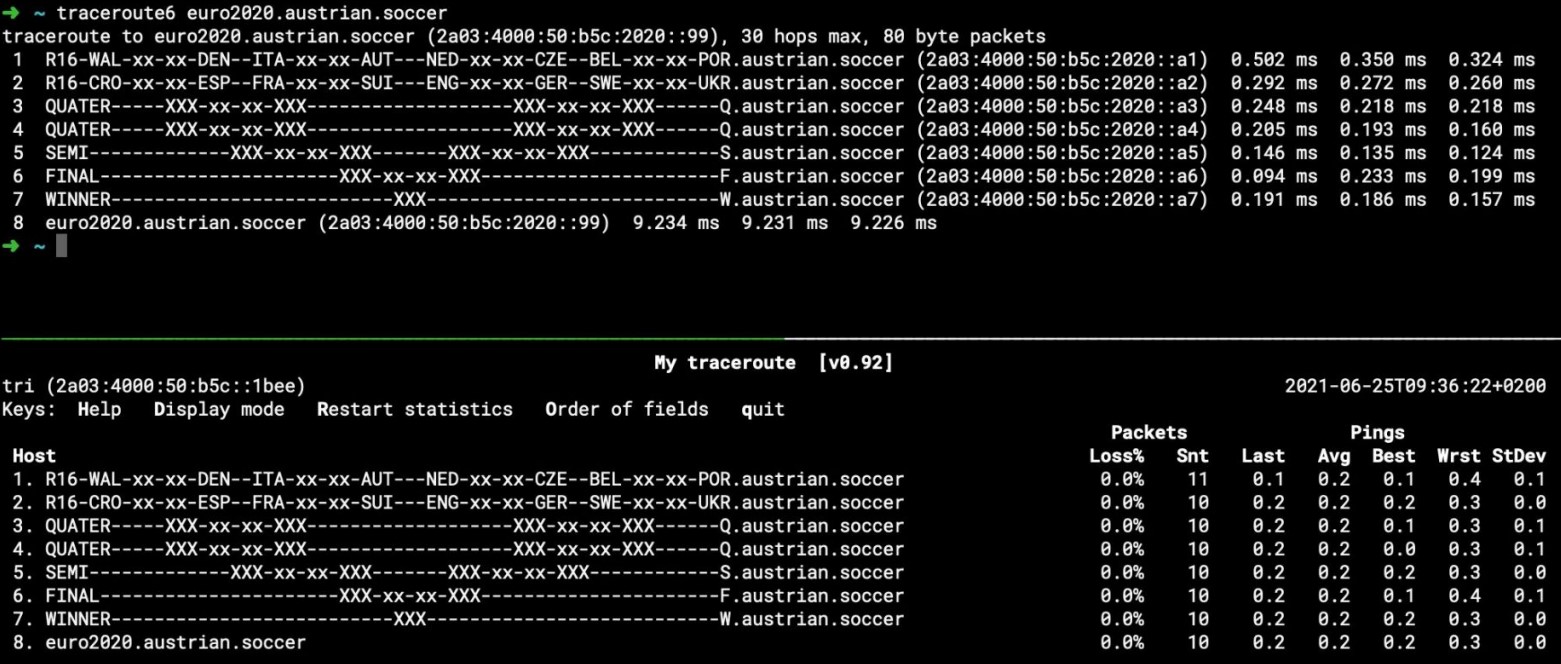 ➜ ~ traceroute6 euro2020.austrian.soccer
traceroute to euro2020.austrian.soccer (2a03:4000:50:b5c:2020::99), 30 hops max, 80 byte packets
1 R16-WAL-xx-xx-DEN--ITA-xx-xx-AUT---NED-xx-xx-CZE--BEL-xx-xx-POR.austrian.soccer (2a03:4000:50:b5c:2020::a1) 0.502 ms 0.350 ms 0.324 ms
2 R16-CRO-xx-xx-ESP--FRA-xx-xx-SUI---ENG-xx-xx-GER--SWE-xx-xx-UKR.austrian.soccer (2a03:4000:50:b5c:2020::a2) 0.292 ms 0.272 ms 0.260 ms
3 QUATER-----XXX-xx-xx-XXX-------------------XXX-xx-xx-XXX------Q.austrian.soccer (2a03:4000:50:b5c:2020::a3) 0.248 ms 0.218 ms 0.218 ms
4 QUATER-----XXX-xx-xx-XXX-------------------XXX-xx-xx-XXX------Q.austrian.soccer (2a03:4000:50:b5c:2020::a4) 0.205 ms 0.193 ms 0.160 ms
5 SEMI-------------XXX-xx-xx-XXX-------XXX-xx-xx-XXX------------S.austrian.soccer (2a03:4000:50:b5c:2020::a5) 0.146 ms 0.135 ms 0.124 ms
6 FINAL----------------------XXX-xx-xx-XXX----------------------F.austrian.soccer (2a03:4000:50:b5c:2020::a6) 0.094 ms 0.233 ms 0.199 ms
7 WINNER--------------------------XXX---------------------------W.austrian.soccer (2a03:4000:50:b5c:2020::a7) 0.191 ms 0.186 ms 0.157 ms
8 euro2020.austrian.soccer (2a03:4000:50:b5c:2020::99) 9.234 ms 9.231 ms 9.226 ms
➜ ~
My traceroute [v0.92]
tri (2a03:4000:50:b5c::1bee) 2021-06-25T09:36:22+0200
Keys: Help Display mode Restart statistics Order of fields quit
Packets Pings
Host Loss% Snt Last Avg Best Wrst StDev
1. R16-WAL-xx-xx-DEN--ITA-xx-xx-AUT---NED-xx-xx-CZE--BEL-xx-xx-POR.austrian.soccer 0.0% 11 0.1 0.2 0.1 0.4 0.1
2. R16-CRO-xx-xx-ESP--FRA-xx-xx-SUI---ENG-xx-xx-GER--SWE-xx-xx-UKR.austrian.soccer 0.0% 10 0.2 0.2 0.2 0.3 0.0
3. QUATER-----XXX-xx-xx-XXX-------------------XXX-xx-xx-XXX------Q.austrian.soccer 0.0% 10 0.2 0.2 0.1 0.3 0.1
4. QUATER-----XXX-xx-xx-XXX-------------------XXX-xx-xx-XXX------Q.austrian.soccer 0.0% 10 0.2 0.2 0.0 0.3 0.1
5. SEMI-------------XXX-xx-xx-XXX-------XXX-xx-xx-XXX------------S.austrian.soccer 0.0% 10 0.2 0.2 0.2 0.3 0.0
6. FINAL----------------------XXX-xx-xx-XXX----------------------F.austrian.soccer 0.0% 10 0.2 0.2 0.1 0.4 0.1
7. WINNER--------------------------XXX---------------------------W.austrian.soccer 0.0% 10 0.2 0.2 0.2 0.3 0.0
8. euro2020.austrian.soccer 0.0% 10 0.2 0.2 0.2 0.3 0.0